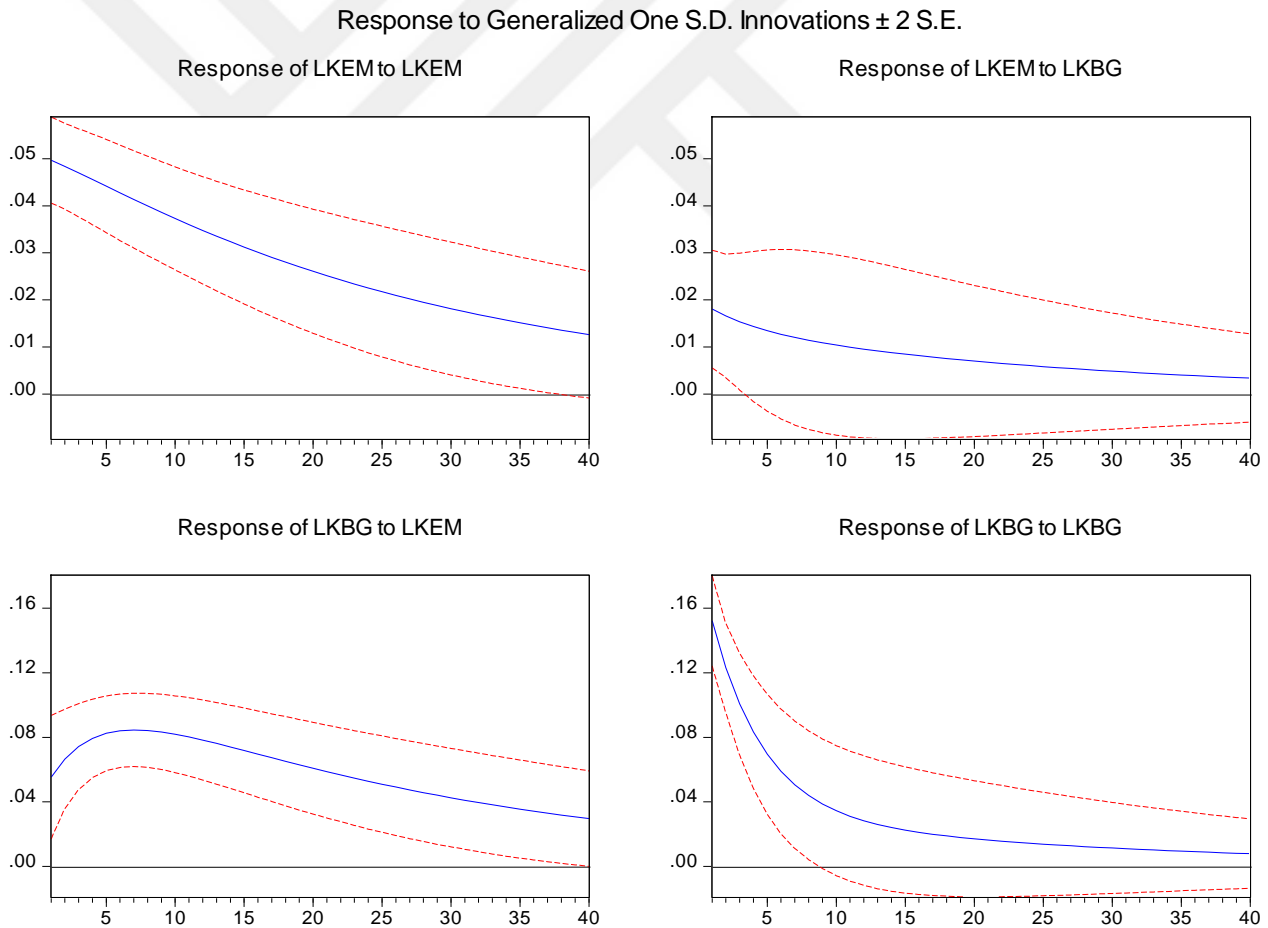 Response to Generalized One S.D. Innovations ± 2 S.E.
Response of LKEM to LKEM
.05
.04
.03
.02
.01
.00
5 10 15 20 25 30 35 40
Response of LKEM to LKBG
.05
.04
.03
.02
.01
.00
5 10 15 20 25 30 35 40
Response of LKBG to LKEM
.16
.12
.08
.04
.00
5 10 15 20 25 30 35 40
Response of LKBG to LKBG
.16
.12
.08
.04
.00
5 10 15 20 25 30 35 40